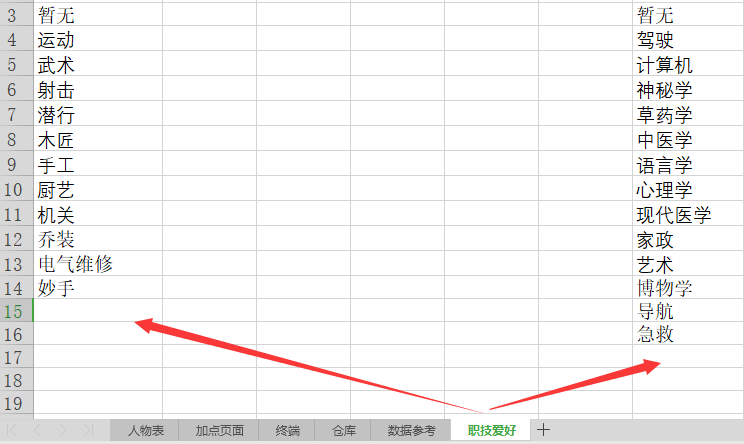 3 暂无 暂无
4 运动 驾驶
5 武术 计算机
6 射击 神秘学
7 潜行 草药学
8 木匠 中医学
9 手工 语言学
10 厨艺 心理学
11 机关 现代医学
12 乔装 家政
13 电气维修 艺术
14 妙手 博物学
15 导航
16 急救
17
18
19
人物表 加点页面 终端 仓库 数据参考 职技爱好 +